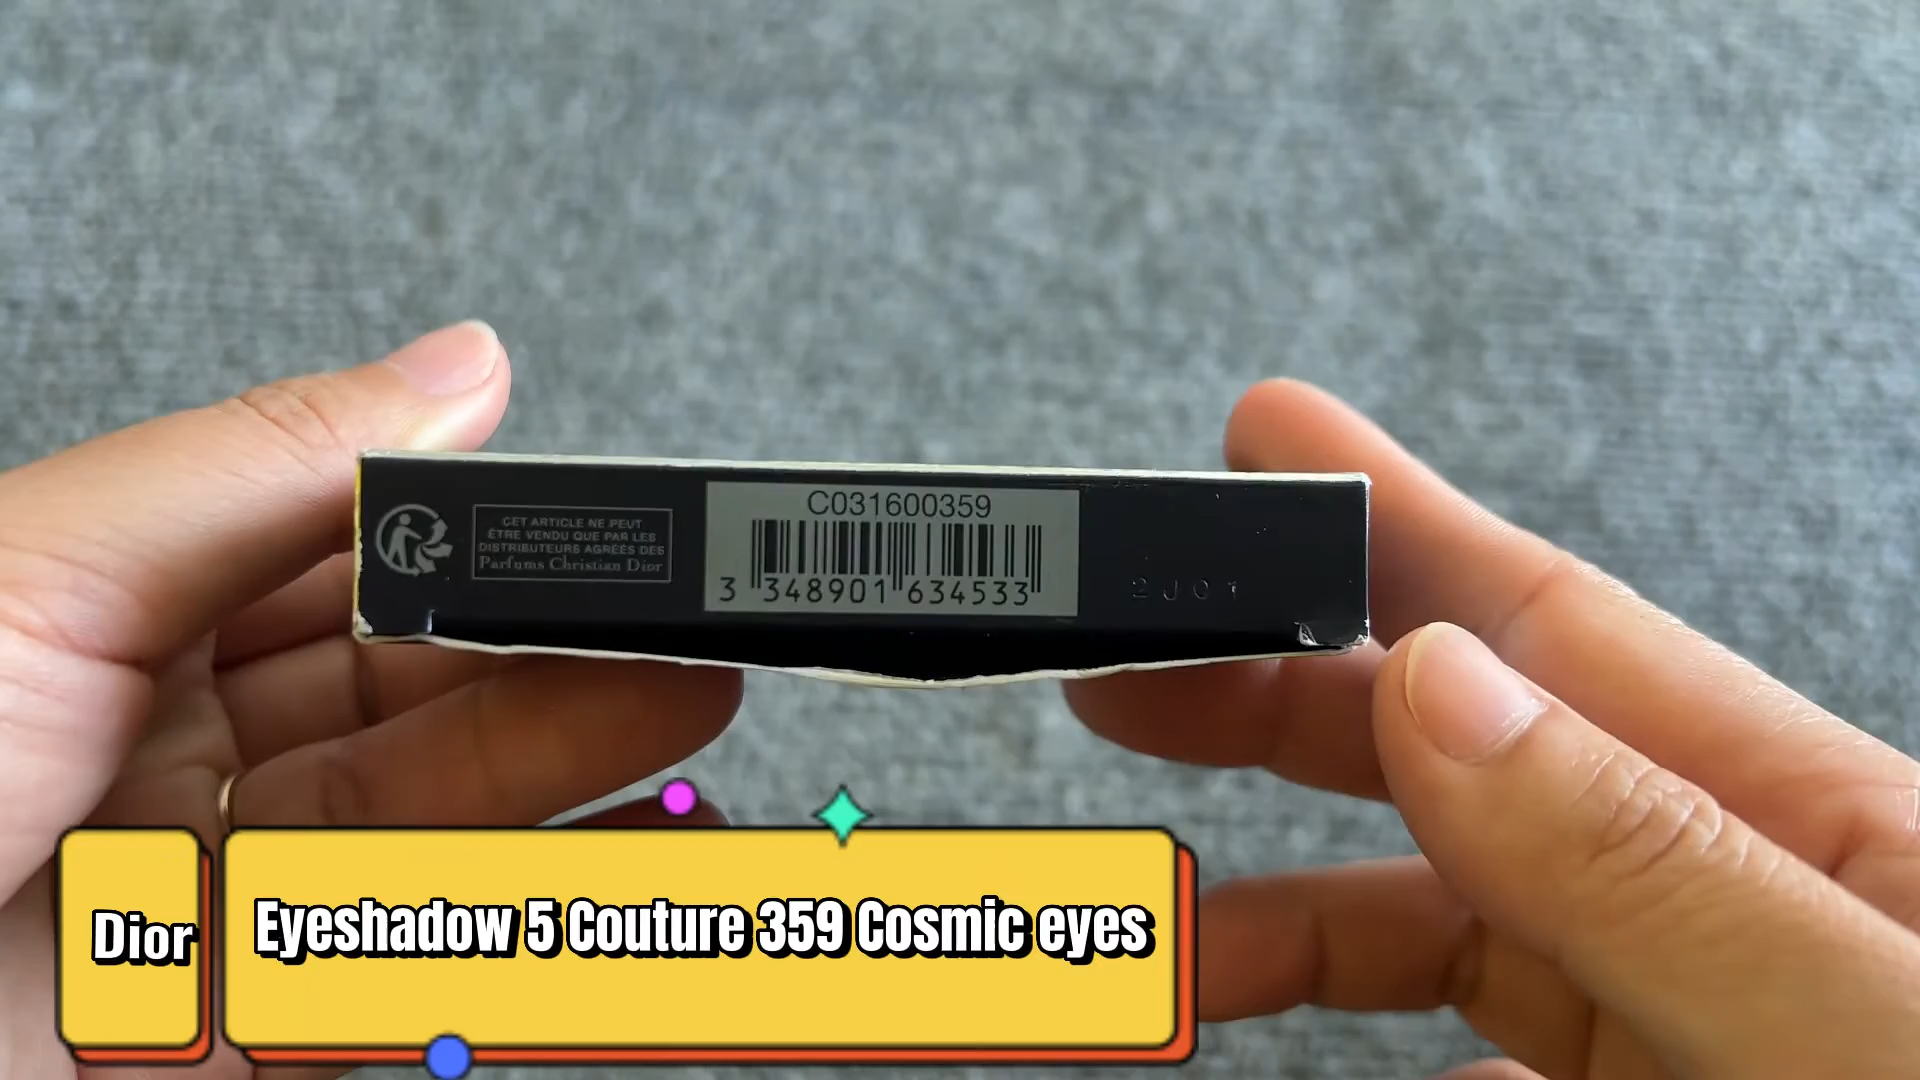 C031600359
CET ARTICLE NE PEUT
ÊTRE VENDU QUE PAR LES
DISTRIBUTEURS AGRÉÉS DES
Parfums Christian Dior
3 348901 634533
2J01
Dior
Eyeshadow 5 Couture 359 Cosmic eyes